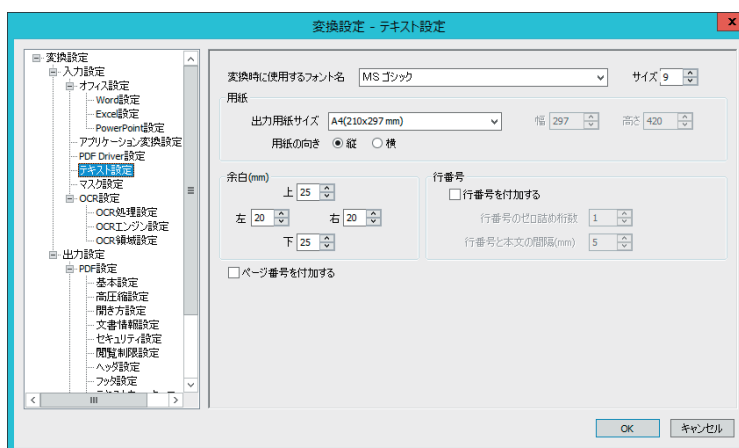 変換設定 - テキスト設定
x
変換設定
入力設定
オフィス設定
Word設定
Excel設定
PowerPoint設定
アプリケーション変換設定
PDF Driver設定
テキスト設定
マスク設定
OCR設定
OCR処理設定
OCRエンジン設定
OCR領域設定
出力設定
PDF設定
基本設定
高圧縮設定
開き方設定
文書情報設定
セキュリティ設定
閲覧制限設定
ヘッダ設定
フッタ設定
変換時に使用するフォント名 MS ゴシック サイズ 9
用紙
出力用紙サイズ A4(210x297 mm) 幅 297 高さ 420
用紙の向き 縦 横
余白(mm)
上 25
左 20 右 20
下 25
行番号
行番号を付加する
行番号のゼロ詰め桁数 1
行番号と本文の間隔(mm) 5
ページ番号を付加する
OK キャンセル